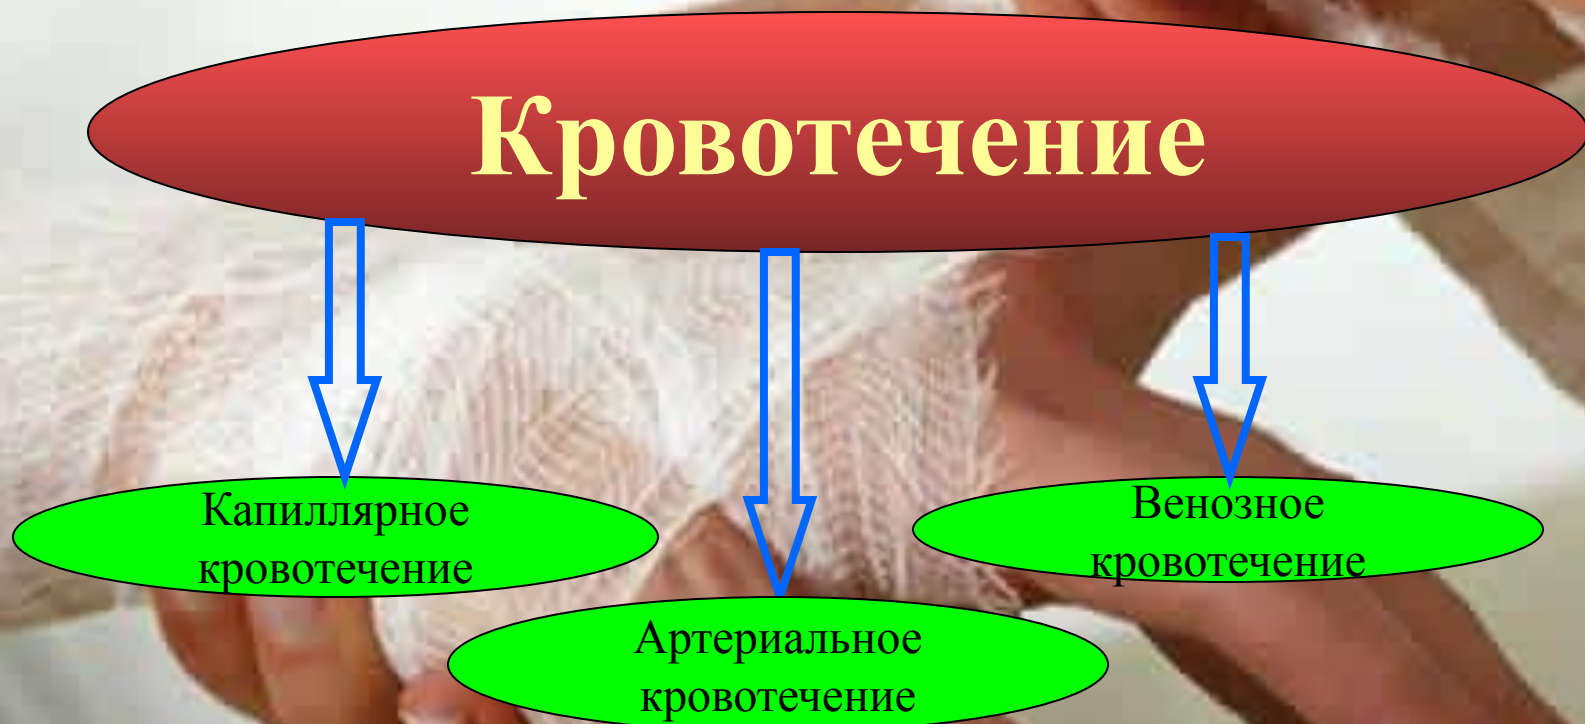 Кровотечение
Капиллярное
кровотечение
Артериальное
кровотечение
Венозное
кровотечение